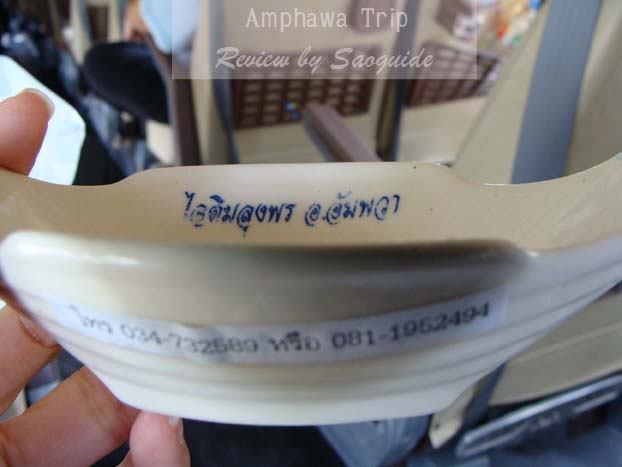 Amphawa Trip
Review by Saoguide
ไอติมลุงพร อ.อัมพวา
โทร 034-732589 หรือ 081-1952494